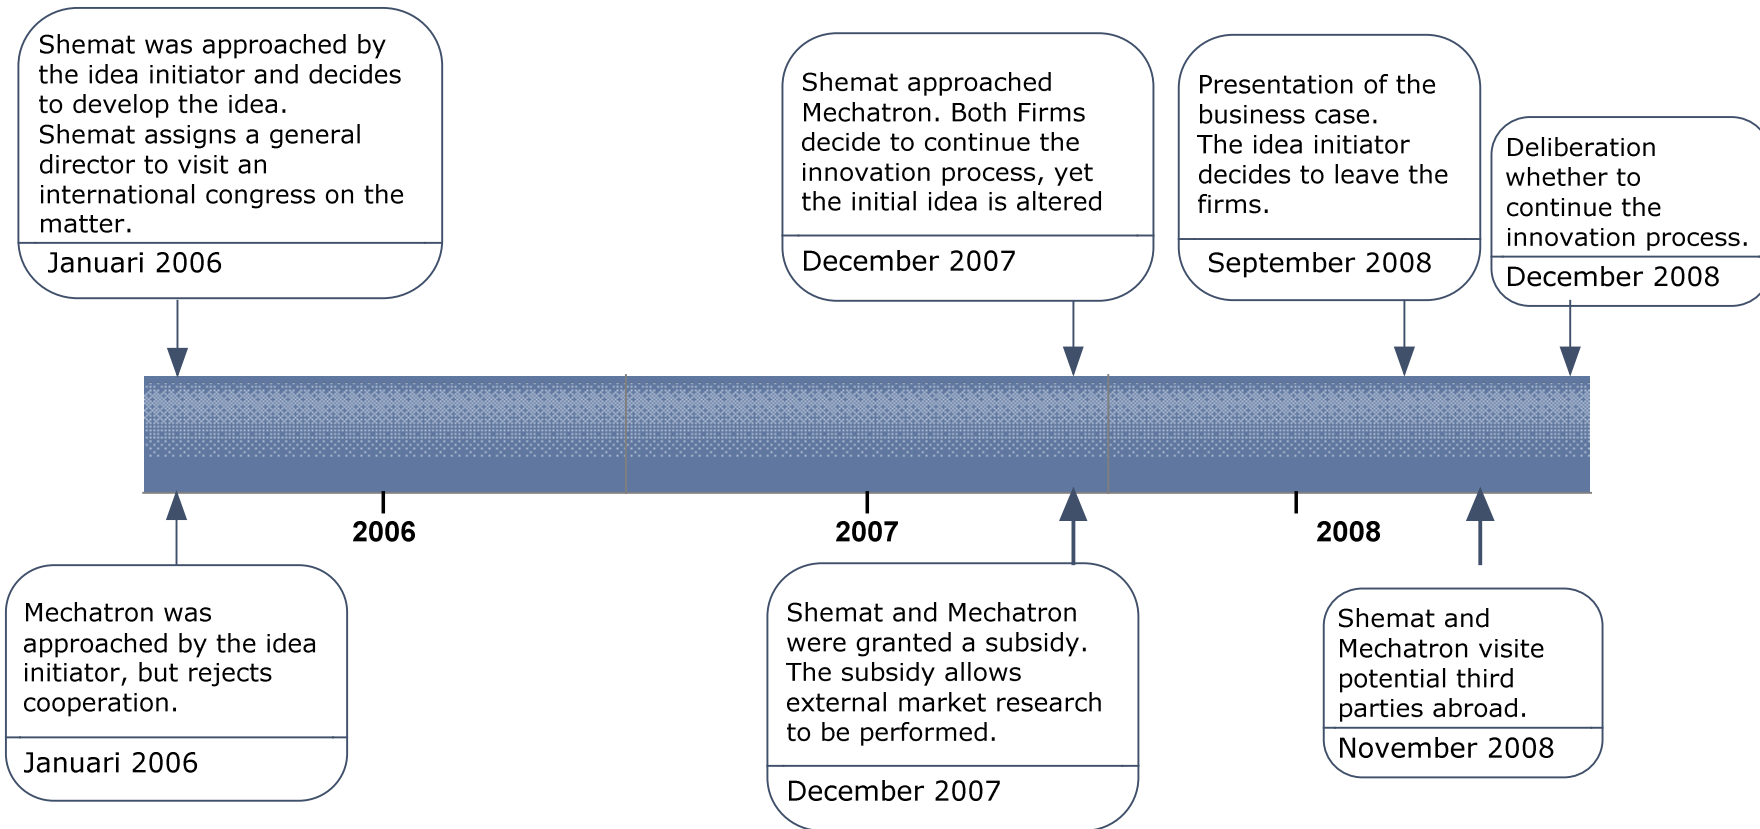 Shemat was approached by
the idea initiator and decides
to develop the idea.
Shemat assigns a general
director to visit an
international congress on the
matter.
Januari 2006
Shemat approached
Mechatron. Both Firms
decide to continue the
innovation process, yet
the initial idea is altered
December 2007
Presentation of the
business case.
The idea initiator
decides to leave the
firms.
September 2008
Deliberation
whether to
continue the
innovation process.
December 2008
2006
2007
2008
Mechatron was
approached by the idea
initiator, but rejects
cooperation.
Januari 2006
Shemat and Mechatron
were granted a subsidy.
The subsidy allows
external market research
to be performed.
December 2007
Shemat and
Mechatron visite
potential third
parties abroad.
November 2008